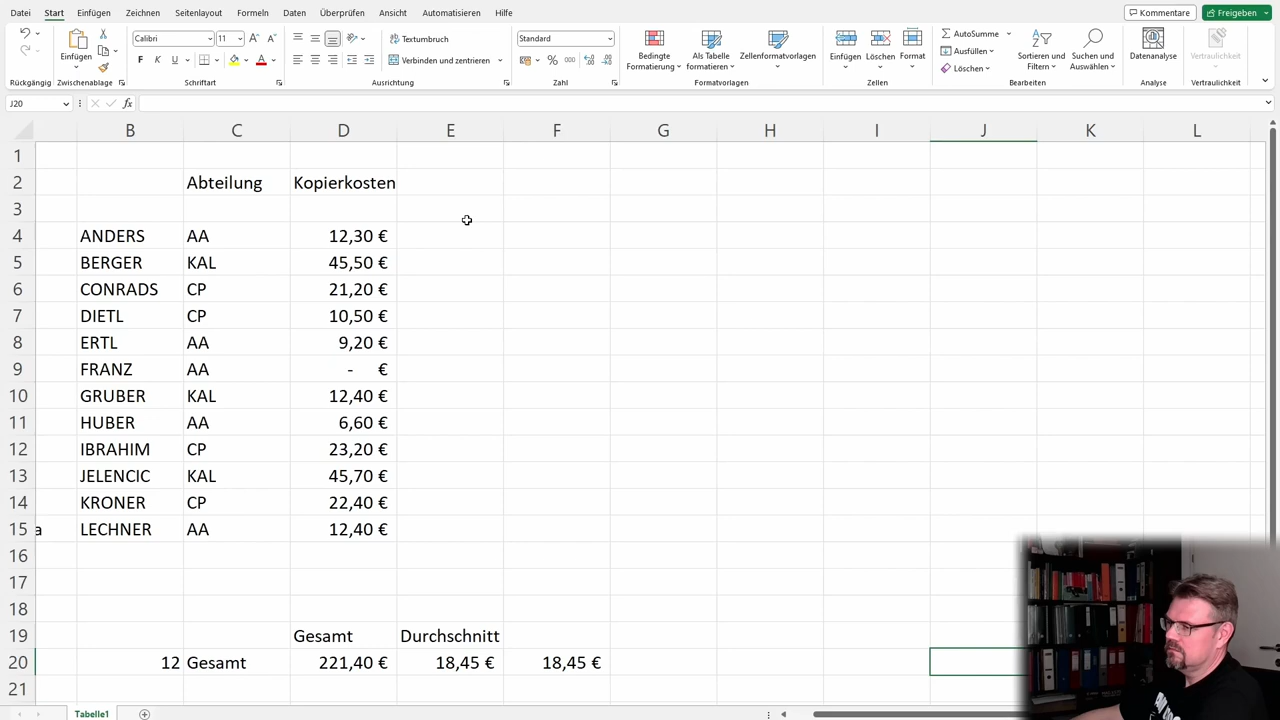 Datei Start Einfügen Zeichnen Seitenlayout Formeln Daten Überprüfen Ansicht Automatisieren Hilfe Kommentare Freigeben
Calibri 11 Textumbruch Standard AutoSumme
Einfügen F K U Verbinden und zentrieren Bedingte Formatierung Als Tabelle formatieren Zellenformatvorlagen Einfügen Löschen Format Ausfüllen Löschen Sortieren und Filtern Suchen und Auswählen Datenanalyse Vertraulichkeit
Rückgängig Zwischenablage Schriftart Ausrichtung Zahl Formatvorlagen Zellen Bearbeiten Analyse Vertraulichkeit
J20 fx
B C D E F G H I J K L
1
2 Abteilung Kopierkosten
3
4 ANDERS AA 12,30 €
5 BERGER KAL 45,50 €
6 CONRADS CP 21,20 €
7 DIETL CP 10,50 €
8 ERTL AA 9,20 €
9 FRANZ AA - €
10 GRUBER KAL 12,40 €
11 HUBER AA 6,60 €
12 IBRAHIM CP 23,20 €
13 JELENCIC KAL 45,70 €
14 KRONER CP 22,40 €
15 a LECHNER AA 12,40 €
16
17
18
19 Gesamt Durchschnitt
20 12 Gesamt 221,40 € 18,45 € 18,45 €
21
Tabelle1